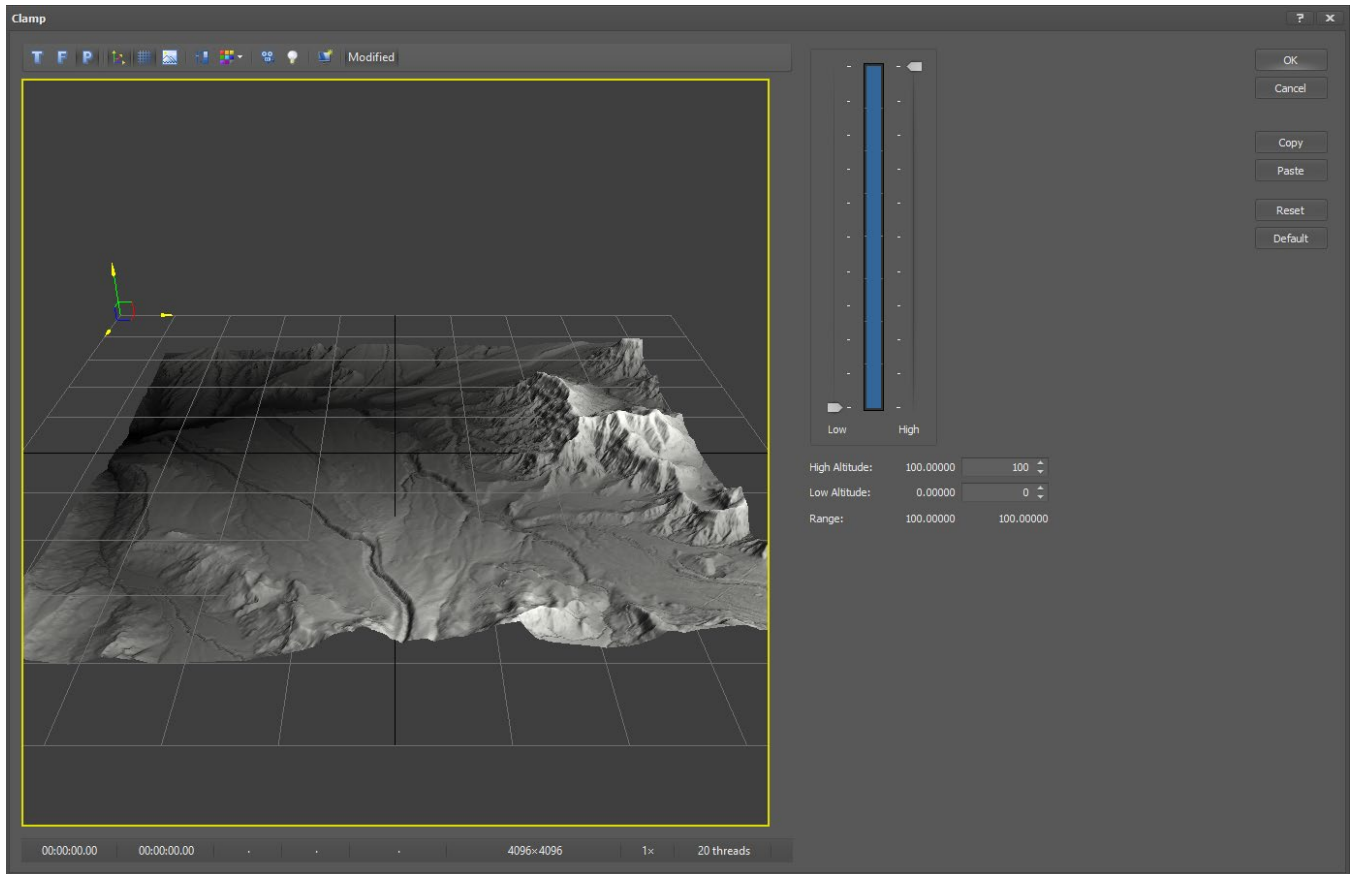 Clamp
T F P Modified
OK
Cancel
Copy
Paste
Reset
Default
Low High
High Altitude: 100.00000 100
Low Altitude: 0.00000 0
Range: 100.00000 100.00000
00:00:00.00 00:00:00.00 . . . 4096×4096 1× 20 threads